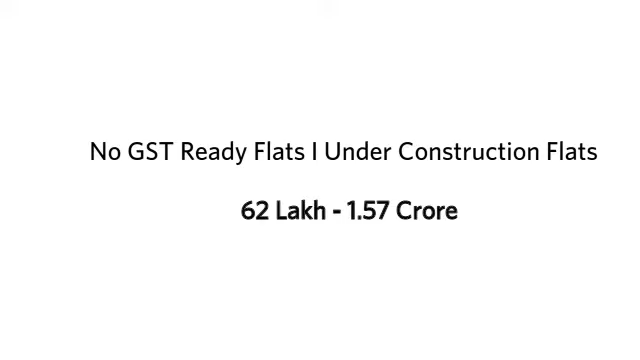 No GST Ready Flats I Under Construction Flats
62 Lakh - 1.57 Crore